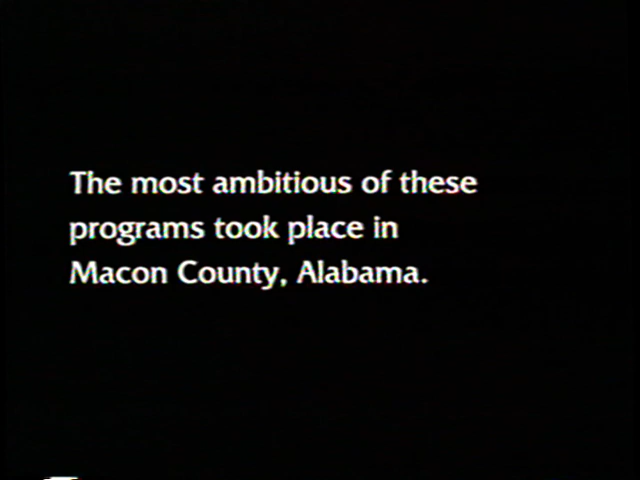 The most ambitious of these
programs took place in
Macon County, Alabama.